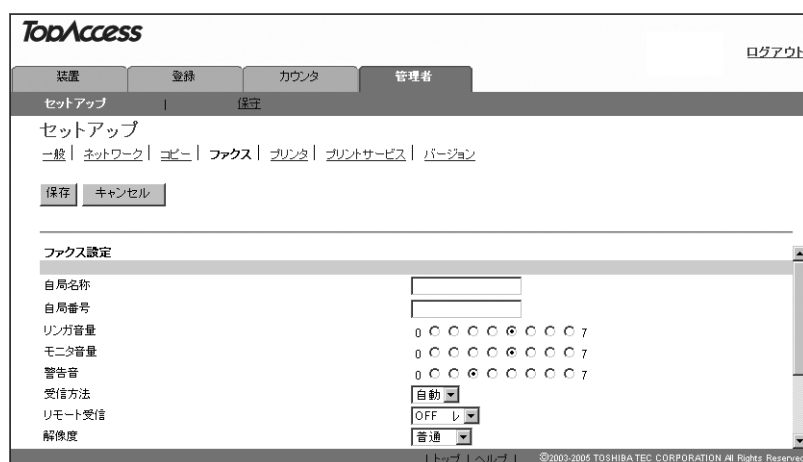 TopAccess
ログアウト
装置 登録 カウンタ 管理者
セットアップ | 保守
セットアップ
一般 | ネットワーク | コピー | ファクス | プリンタ | プリントサービス | バージョン
保存 キャンセル
ファクス設定
自局名称
自局番号
リンガ音量 0 7
モニタ音量 0 7
警告音 0 7
受信方法 自動
リモート受信 OFF レ
解像度 普通
| トップ | ヘルプ | ©2003-2005 TOSHIBA TEC CORPORATION All Rights Reserved